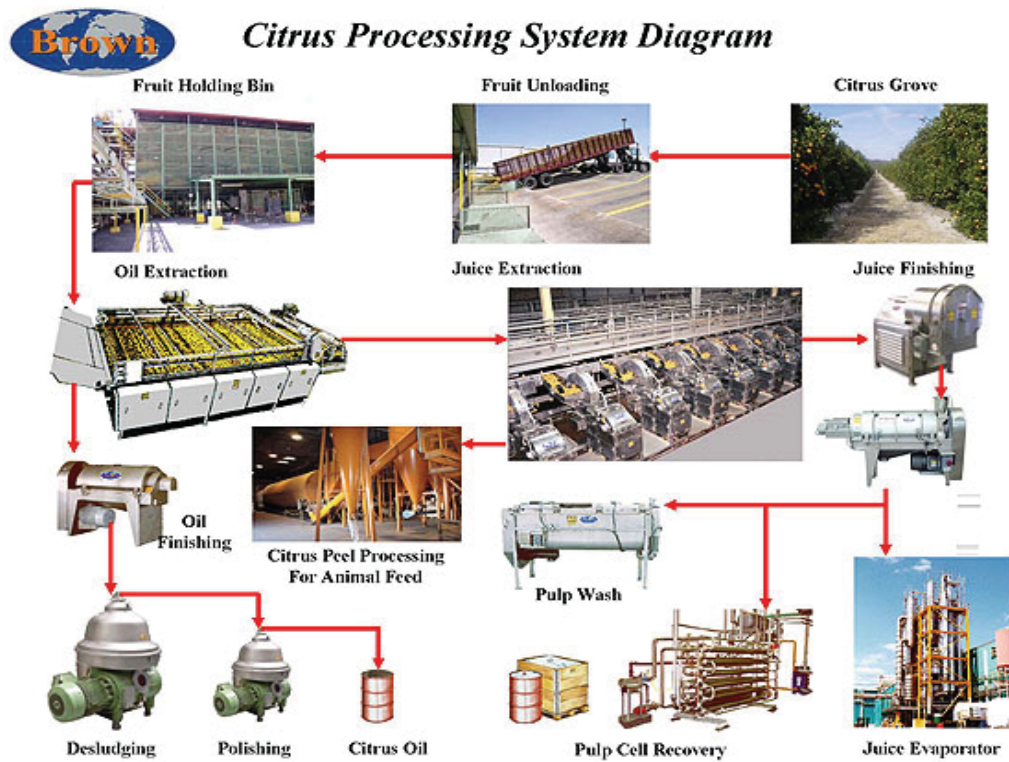 Brown
Citrus Processing System Diagram
Fruit Holding Bin
Fruit Unloading
Citrus Grove
Oil Extraction
Juice Extraction
Juice Finishing
Oil
Finishing
Citrus Peel Processing
For Animal Feed
Pulp Wash
Desludging
Polishing
Citrus Oil
Pulp Cell Recovery
Juice Evaporator